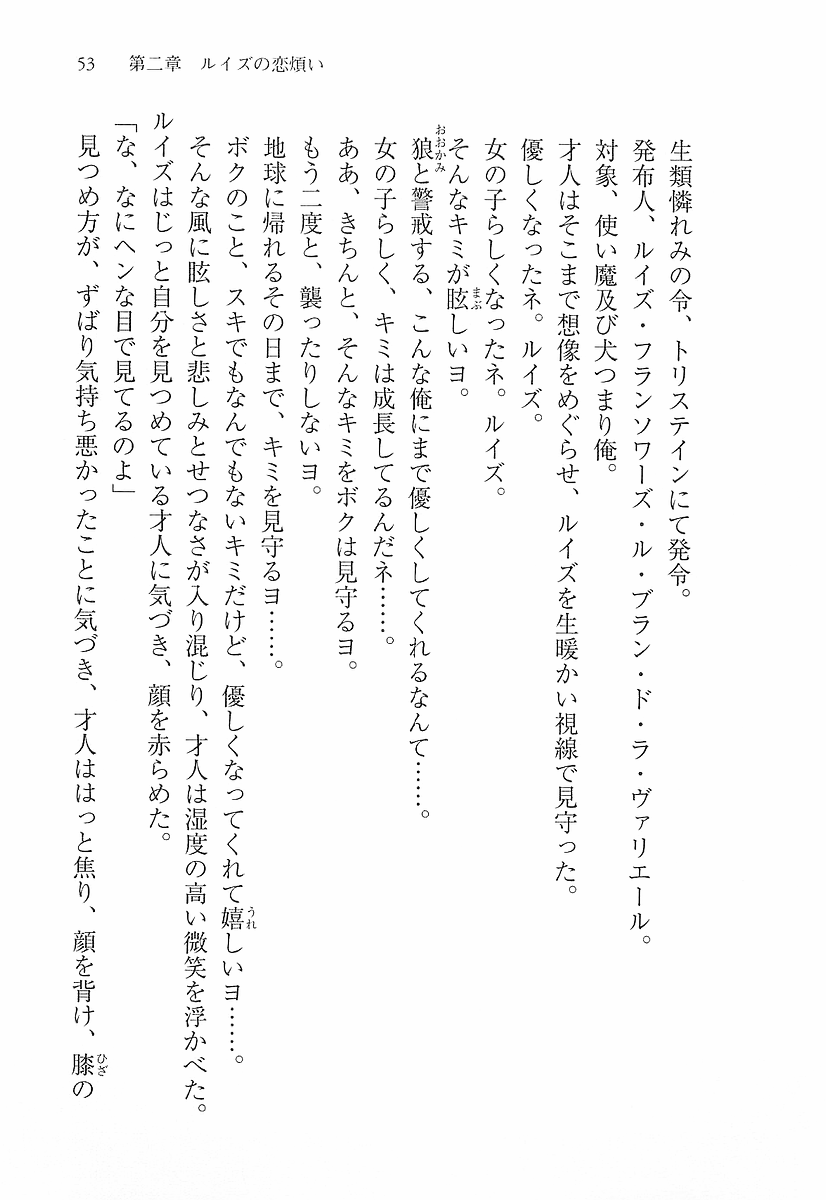 53　第二章　ルイズの恋煩い
生類憐れみの令、トリステインにて発令。
発布人、ルイズ・フランソワーズ・ル・ブラン・ド・ラ・ヴァリエール。
対象、使い魔及び犬つまり俺。
才人はそこまで想像をめぐらせ、ルイズを生暖かい視線で見守った。
優しくなったネ。ルイズ。
女の子らしくなったネ。ルイズ。
そんなキミが眩しいヨ。
狼と警戒する、こんな俺にまで優しくしてくれるなんて……。
女の子らしく、キミは成長してるんだネ……。
ああ、きちんと、そんなキミをボクは見守るヨ。
もう二度と、襲ったりしないヨ。
地球に帰れるその日まで、キミを見守るヨ……。
ボクのこと、スキでもなんでもないキミだけど、優しくなってくれて嬉しいヨ……。
そんな風に眩しさと悲しみとせつなさが入り混じり、才人は湿度の高い微笑を浮かべた。
ルイズはじっと自分を見つめている才人に気づき、顔を赤らめた。
「な、なにヘンな目で見てるのよ」
見つめ方が、ずばり気持ち悪かったことに気づき、才人ははっと焦り、顔を背け、膝の